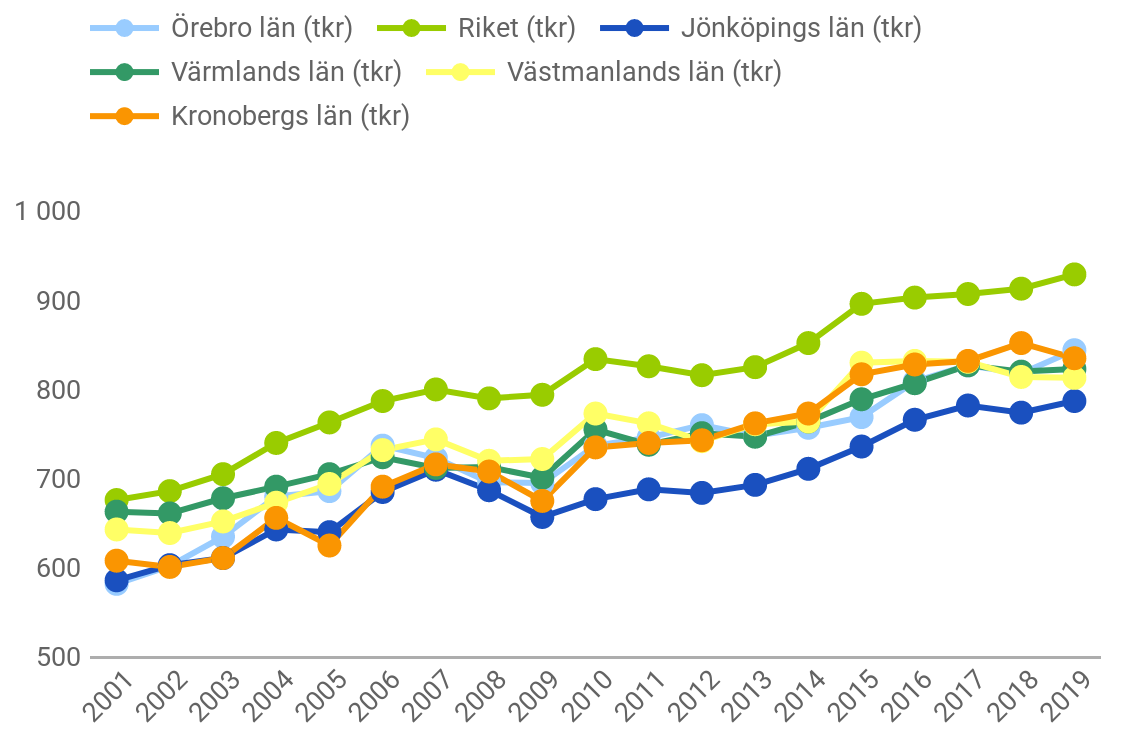 Örebro län (tkr) Riket (tkr) Jönköpings län (tkr)
Värmlands län (tkr) Västmanlands län (tkr)
Kronobergs län (tkr)
1 000
900
800
700
600
500
2001 2002 2003 2004 2005 2006 2007 2008 2009 2010 2011 2012 2013 2014 2015 2016 2017 2018 2019